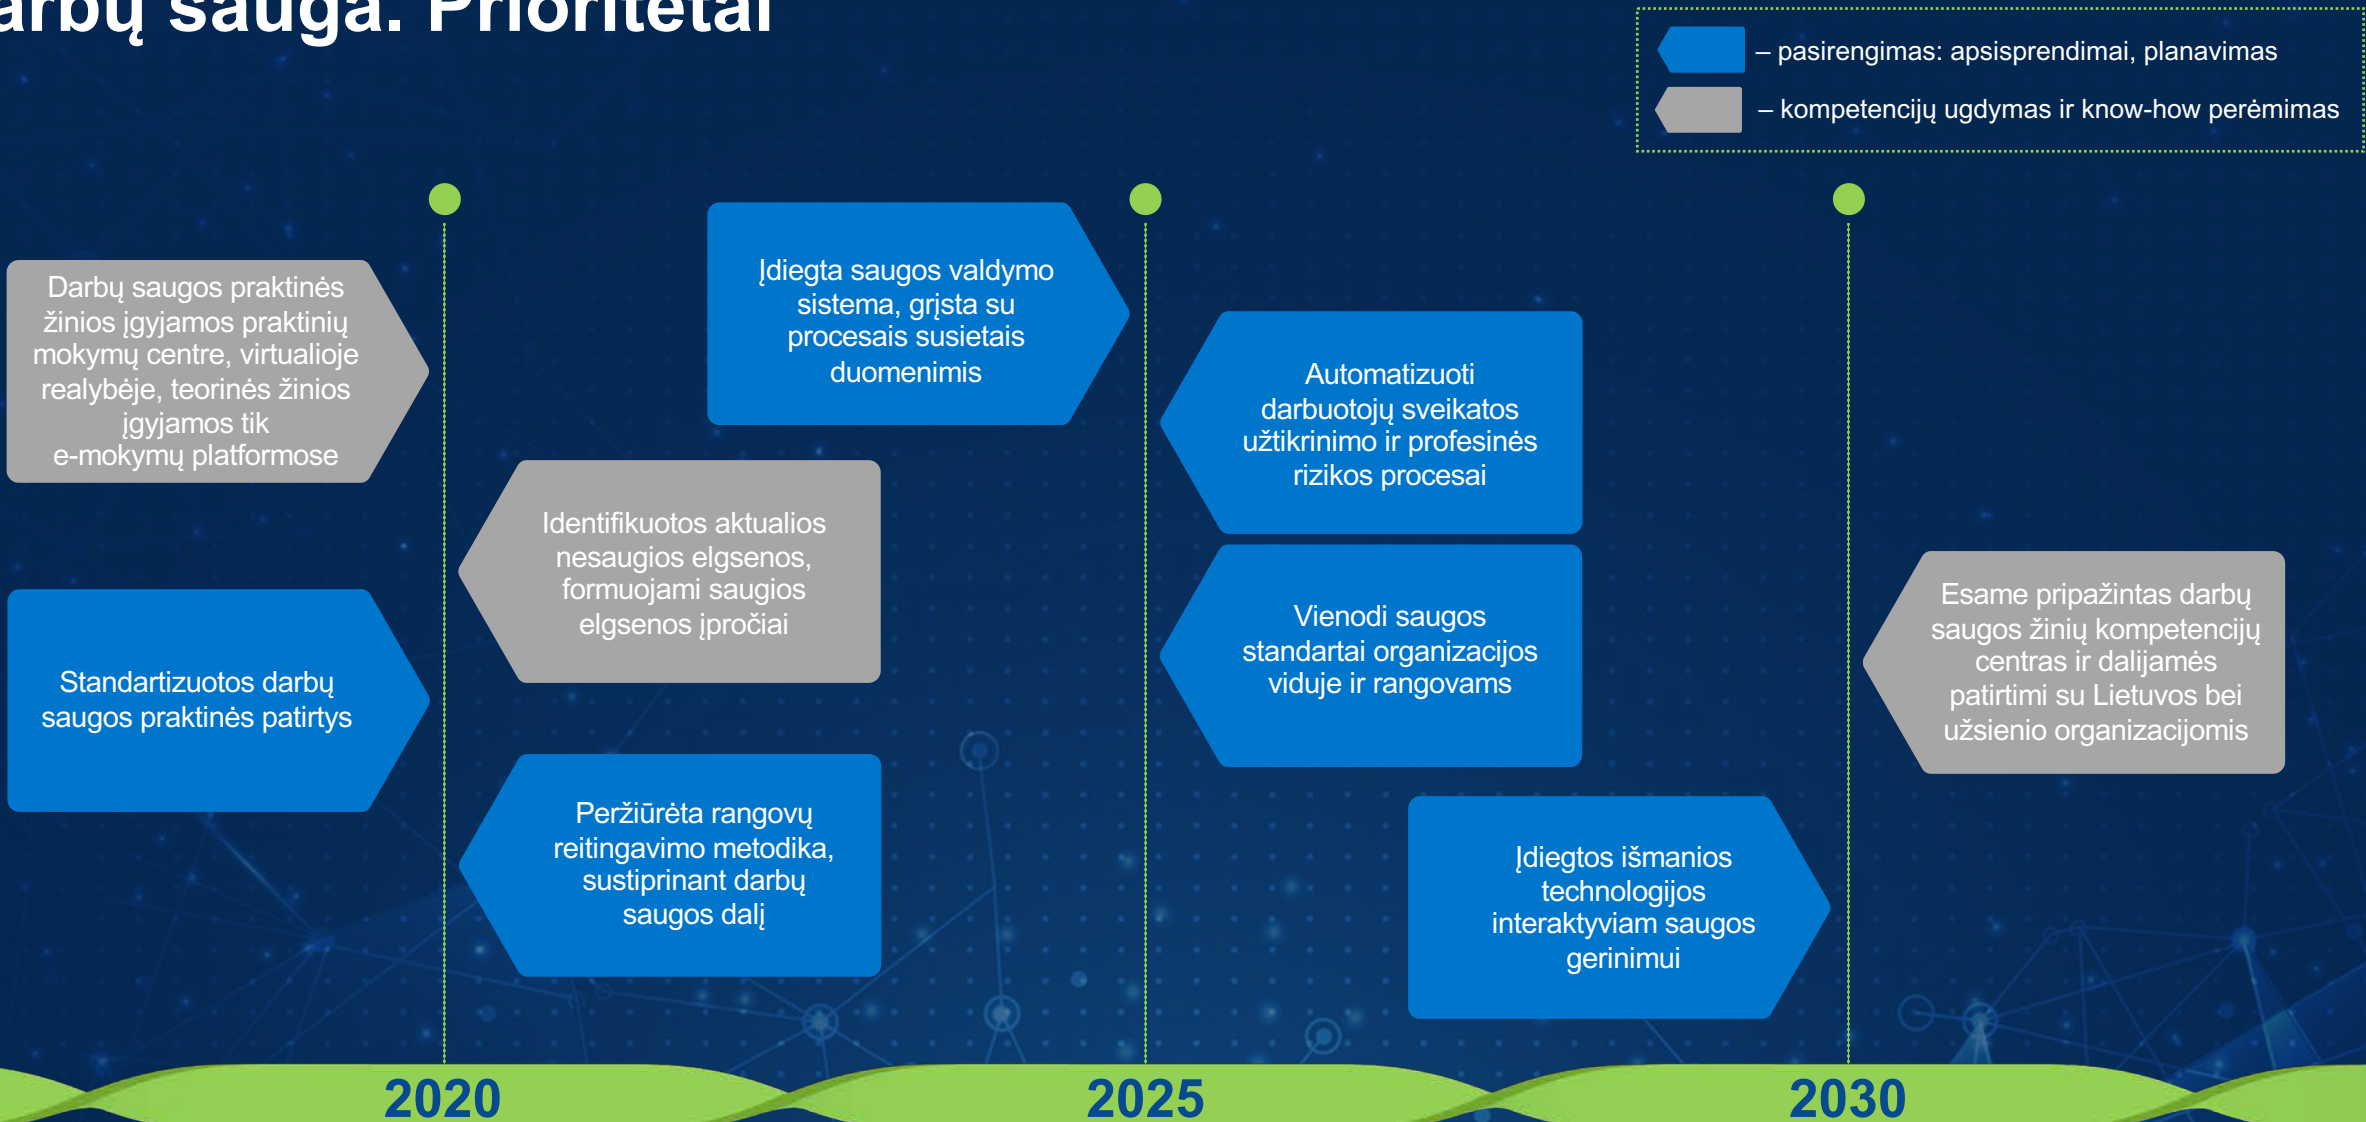 arbų sauga. Prioritetai
– pasirengimas: apsisprendimai, planavimas
– kompetencijų ugdymas ir know-how perėmimas
Darbų saugos praktinės
žinios įgyjamos praktinių
mokymų centre, virtualioje
realybėje, teorinės žinios
įgyjamos tik
e-mokymų platformose
Standartizuotos darbų
saugos praktinės patirtys
Identifikuotos aktualios
nesaugios elgsenos,
formuojami saugios
elgsenos įpročiai
Peržiūrėta rangovų
reitingavimo metodika,
sustiprinant darbų
saugos dalį
Įdiegta saugos valdymo
sistema, grįsta su
procesais susietais
duomenimis
Automatizuoti
darbuotojų sveikatos
užtikrinimo ir profesinės
rizikos procesai
Vienodi saugos
standartai organizacijos
viduje ir rangovams
Įdiegtos išmanios
technologijos
interaktyviam saugos
gerinimui
Esame pripažintas darbų
saugos žinių kompetencijų
centras ir dalijamės
patirtimi su Lietuvos bei
užsienio organizacijomis
2020
2025
2030